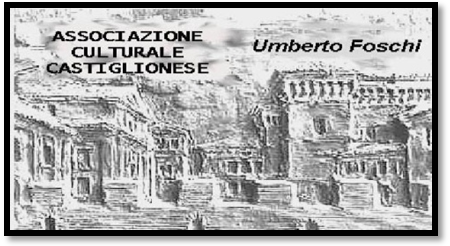 ASSOCIAZIONE
CULTURALE
CASTIGLIONESE
Umberto Foschi